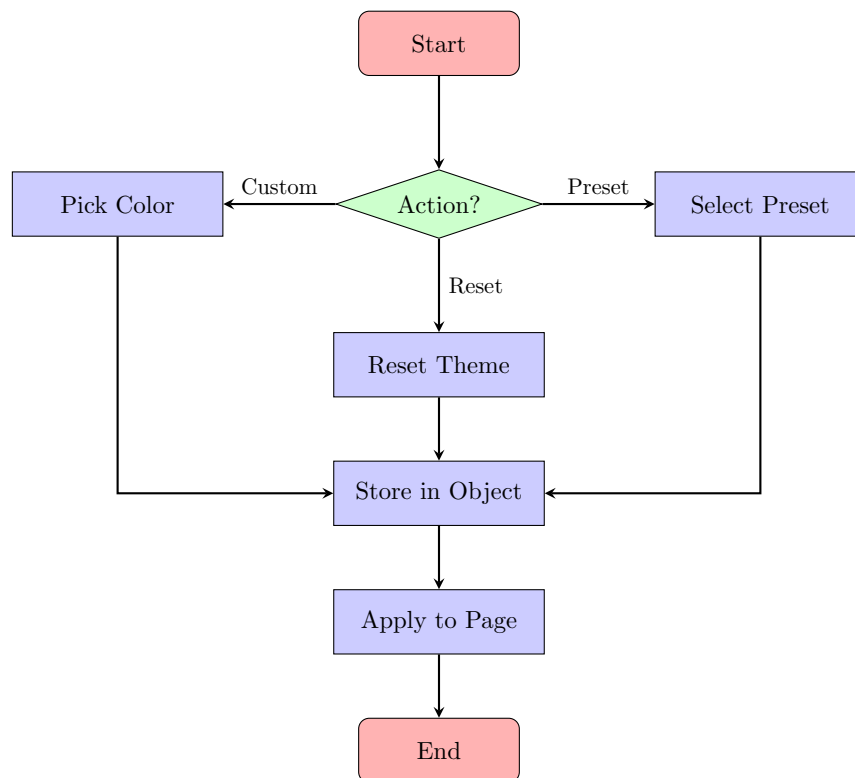 Start
Custom
Preset
Pick Color
Action?
Select Preset
Reset
Reset Theme
Store in Object
Apply to Page
End